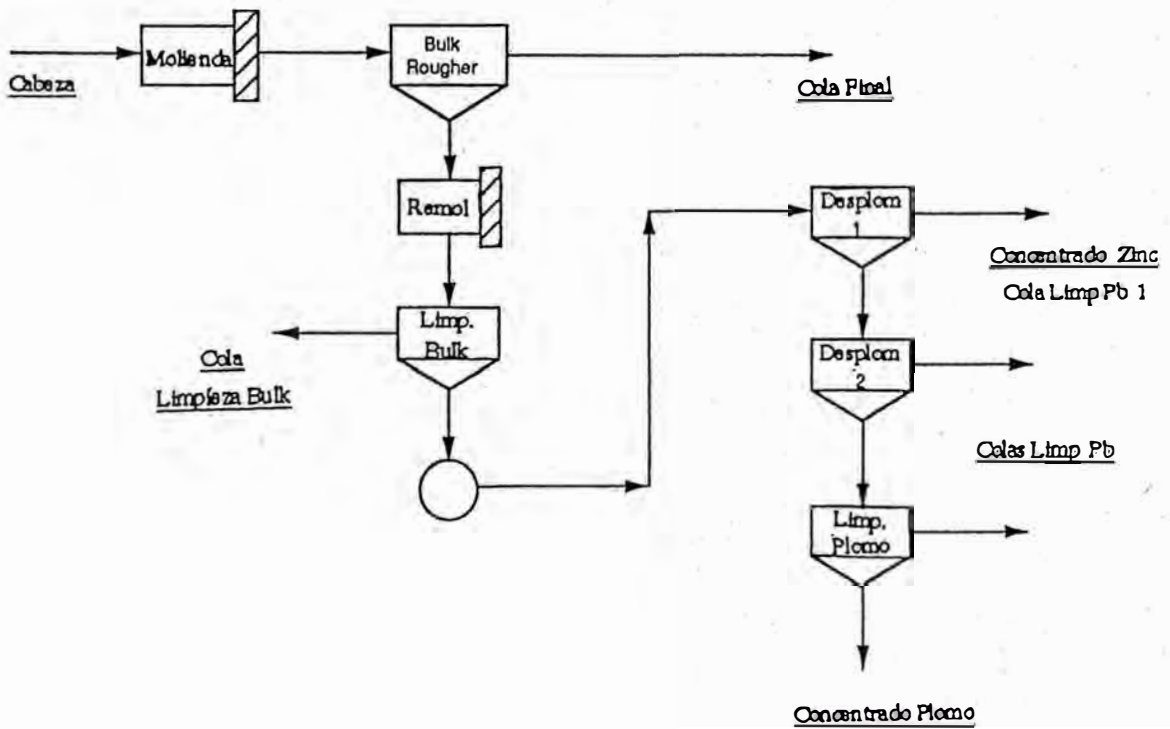 Cabeza
Molienda
Bulk
Rougher
Cola Final
Remol
Limp.
Bulk
Cola
Limpieza Bulk
Desplom
1
Concentrado Zinc
Cola Limp Pb 1
Desplom
2
Colas Limp Pb
Limp.
Plomo
Concentrado Plomo